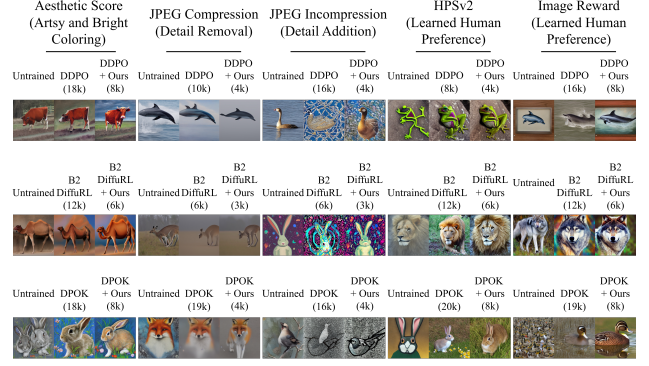 Aesthetic Score
(Artsy and Bright
Coloring)
JPEG Compression
(Detail Removal)
JPEG Incompression
(Detail Addition)
HPSv2
(Learned Human
Preference)
Image Reward
(Learned Human
Preference)
Untrained
DDPO
(18k)
DDPO
+ Ours
(8k)
Untrained
DDPO
(10k)
DDPO
+ Ours
(4k)
Untrained
DDPO
(16k)
DDPO
+ Ours
(4k)
Untrained
DDPO
(8k)
DDPO
+ Ours
(4k)
Untrained
DDPO
(16k)
DDPO
+ Ours
(8k)
Untrained
B2
DiffuRL
(12k)
B2
DiffuRL
+ Ours
(6k)
Untrained
B2
DiffuRL
(6k)
B2
DiffuRL
+ Ours
(3k)
Untrained
B2
DiffuRL
(6k)
B2
DiffuRL
+ Ours
(3k)
Untrained
B2
DiffuRL
(12k)
B2
DiffuRL
+ Ours
(6k)
Untrained
B2
DiffuRL
(12k)
B2
DiffuRL
+ Ours
(6k)
Untrained
DPOK
(18k)
DPOK
+ Ours
(8k)
Untrained
DPOK
(19k)
DPOK
+ Ours
(4k)
Untrained
DPOK
(16k)
DPOK
+ Ours
(4k)
Untrained
DPOK
(20k)
DPOK
+ Ours
(8k)
Untrained
DPOK
(19k)
DPOK
+ Ours
(8k)